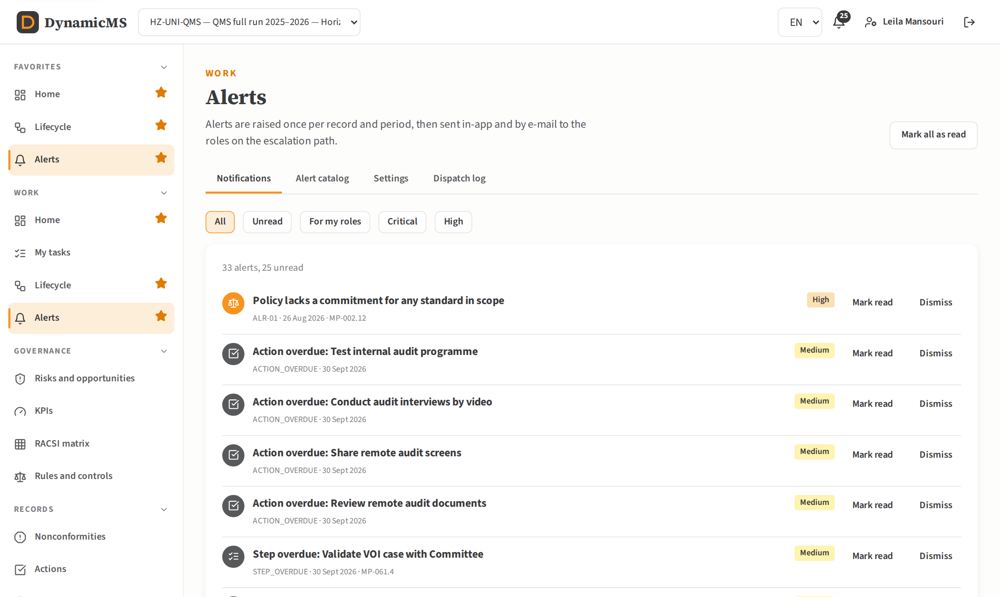 DynamicMS
HZ-UNI-QMS — QMS full run 2025–2026 — Horiz
EN
25
Leila Mansouri
FAVORITES
Home
Lifecycle
Alerts
WORK
Home
My tasks
Lifecycle
Alerts
GOVERNANCE
Risks and opportunities
KPIs
RACSI matrix
Rules and controls
RECORDS
Nonconformities
Actions
WORK
Alerts
Alerts are raised once per record and period, then sent in-app and by e-mail to the
roles on the escalation path.
Mark all as read
Notifications Alert catalog Settings Dispatch log
All Unread For my roles Critical High
33 alerts, 25 unread
Policy lacks a commitment for any standard in scope High Mark read Dismiss
ALR-01 · 26 Aug 2026 · MP-002.12
Action overdue: Test internal audit programme Medium Mark read Dismiss
ACTION_OVERDUE · 30 Sept 2026
Action overdue: Conduct audit interviews by video Medium Mark read Dismiss
ACTION_OVERDUE · 30 Sept 2026
Action overdue: Share remote audit screens Medium Mark read Dismiss
ACTION_OVERDUE · 30 Sept 2026
Action overdue: Review remote audit documents Medium Mark read Dismiss
ACTION_OVERDUE · 30 Sept 2026
Step overdue: Validate VOI case with Committee Medium Mark read Dismiss
STEP_OVERDUE · 30 Sept 2026 · MP-061.4